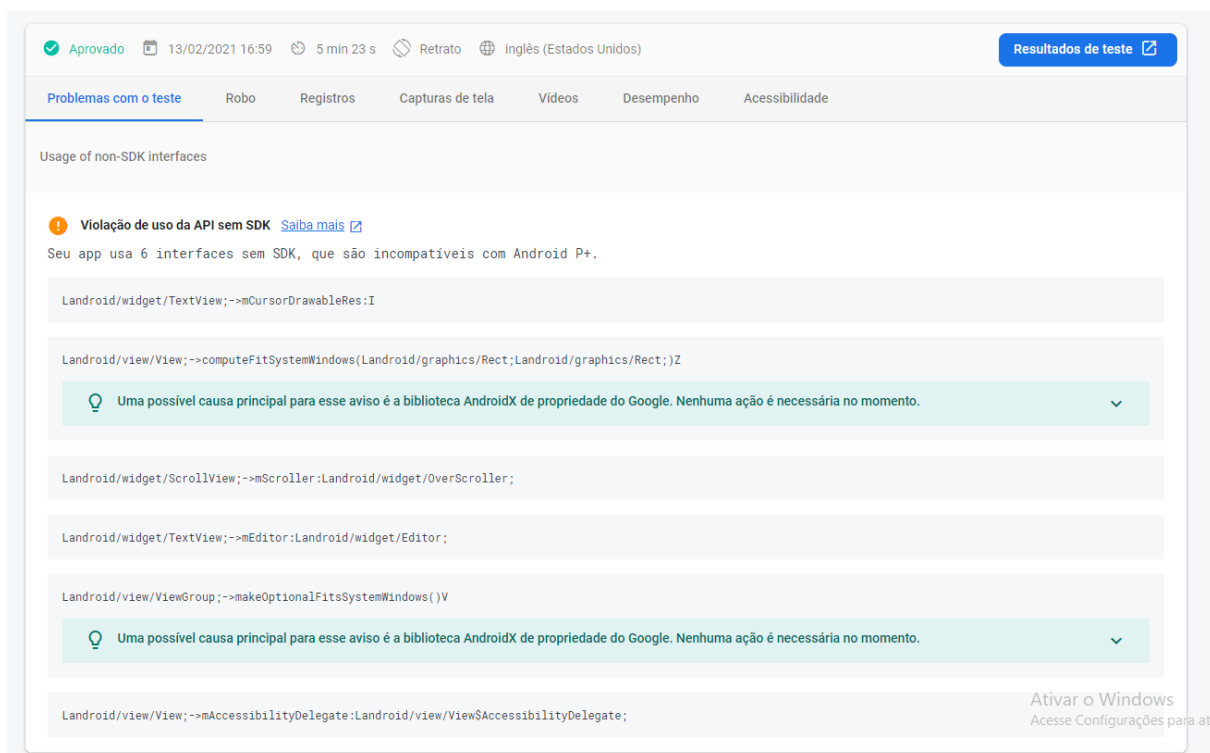 Aprovado 13/02/2021 16:59 5 min 23 s Retrato inglês (Estados Unidos) Resultados de teste
Problemas com o teste Robo Registros Capturas de tela Vídeos Desempenho Acessibilidade
Usage of non-SDK interfaces
Violação de uso da API sem SDK Saiba mais
Seu app usa 6 interfaces sem SDK, que são incompatíveis com Android P+.
Landroid/widget/TextView;->mCursorDrawableRes:I
Landroid/view/View;->computeFitSystemWindows(Landroid/graphics/Rect;Landroid/graphics/Rect;)Z
Uma possível causa principal para esse aviso é a biblioteca AndroidX de propriedade do Google. Nenhuma ação é necessária no momento.
Landroid/widget/ScrollView;->mScroller:Landroid/widget/OverScroller;
Landroid/widget/TextView;->mEditor:Landroid/widget/Editor;
Landroid/view/ViewGroup;->makeOptionalFitsSystemWindows()V
Uma possível causa principal para esse aviso é a biblioteca AndroidX de propriedade do Google. Nenhuma ação é necessária no momento.
Landroid/view/View;->mAccessibilityDelegate:Landroid/view/View$AccessibilityDelegate;
Ativar o Windows
Acesse Configurações para at